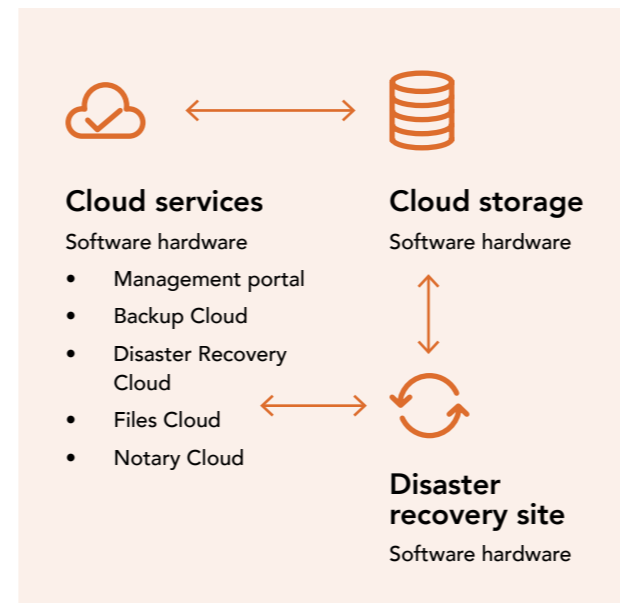 Cloud services
Software hardware
• Management portal
• Backup Cloud
• Disaster Recovery
Cloud
• Files Cloud
• Notary Cloud
Cloud storage
Software hardware
Disaster
recovery site
Software hardware